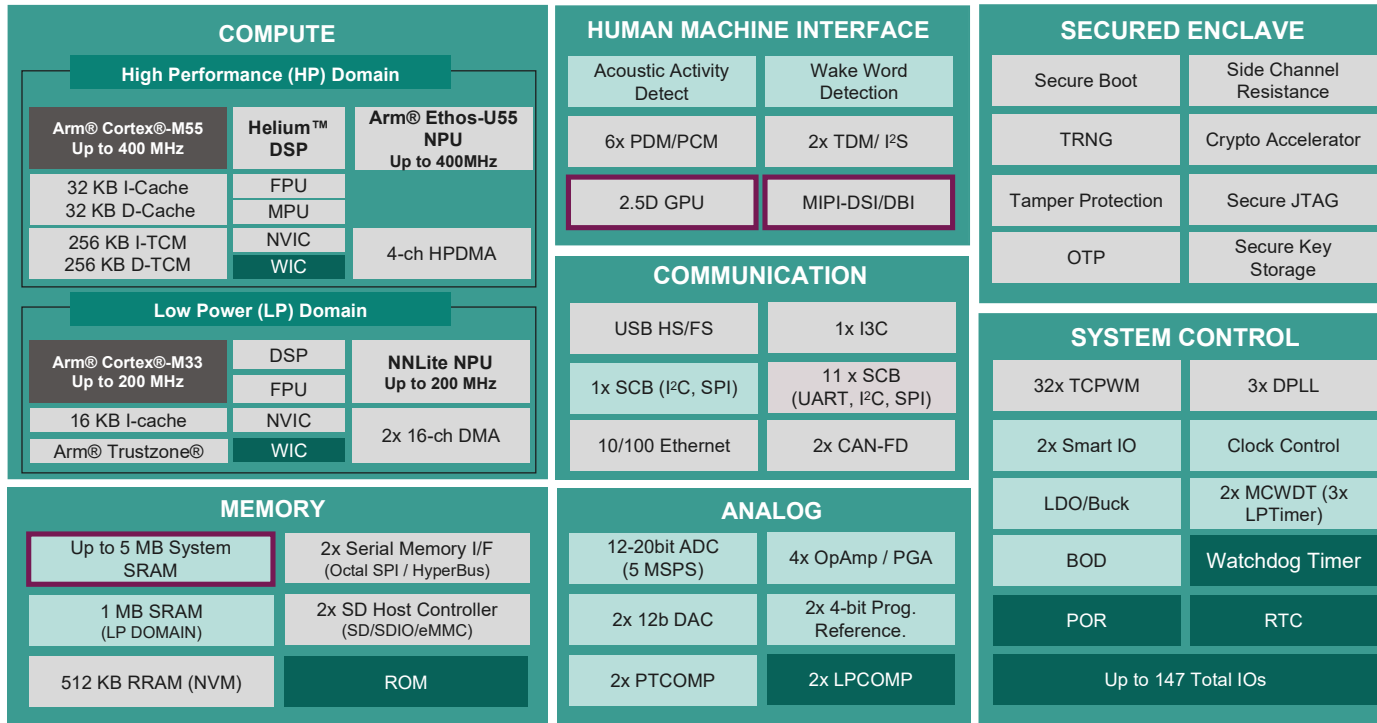 COMPUTE
High Performance (HP) Domain
Arm® Cortex®-M55
Up to 400 MHz
Helium™
DSP
Arm® Ethos-U55
NPU
Up to 400MHz
32 KB I-Cache
32 KB D-Cache
FPU
MPU
256 KB I-TCM
256 KB D-TCM
NVIC
WIC
4-ch HPDMA
Low Power (LP) Domain
Arm® Cortex®-M33
Up to 200 MHz
DSP
FPU
NNLite NPU
Up to 200 MHz
16 KB I-cache
NVIC
2x 16-ch DMA
Arm® Trustzone®
WIC
MEMORY
Up to 5 MB System
SRAM
2x Serial Memory I/F
(Octal SPI / HyperBus)
1 MB SRAM
(LP DOMAIN)
2x SD Host Controller
(SD/SDIO/eMMC)
512 KB RRAM (NVM)
ROM
HUMAN MACHINE INTERFACE
Acoustic Activity
Detect
Wake Word
Detection
6x PDM/PCM
2x TDM/ I²S
2.5D GPU
MIPI-DSI/DBI
COMMUNICATION
USB HS/FS
1x I3C
1x SCB (I²C, SPI)
11 x SCB
(UART, I²C, SPI)
10/100 Ethernet
2x CAN-FD
ANALOG
12-20bit ADC
(5 MSPS)
4x OpAmp / PGA
2x 12b DAC
2x 4-bit Prog.
Reference.
2x PTCOMP
2x LPCOMP
SECURED ENCLAVE
Secure Boot
Side Channel
Resistance
TRNG
Crypto Accelerator
Tamper Protection
Secure JTAG
OTP
Secure Key
Storage
SYSTEM CONTROL
32x TCPWM
3x DPLL
2x Smart IO
Clock Control
LDO/Buck
2x MCWDT (3x
LPTimer)
BOD
Watchdog Timer
POR
RTC
Up to 147 Total IOs